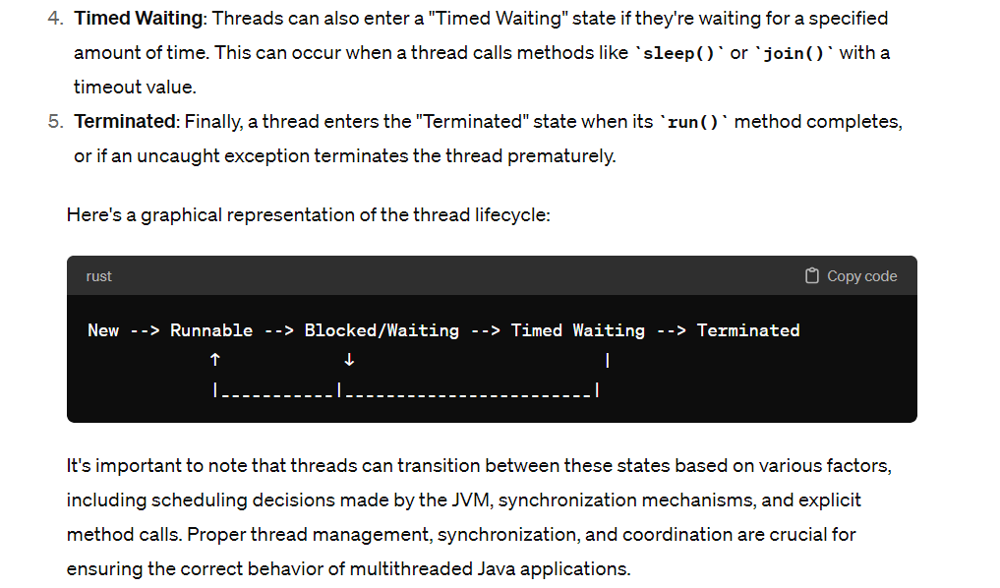 4. Timed Waiting: Threads can also enter a "Timed Waiting" state if they're waiting for a specified
amount of time. This can occur when a thread calls methods like `sleep()` or `join()` with a
timeout value.
5. Terminated: Finally, a thread enters the "Terminated" state when its `run()` method completes,
or if an uncaught exception terminates the thread prematurely.
Here's a graphical representation of the thread lifecycle:
rust Copy code
New --> Runnable --> Blocked/Waiting --> Timed Waiting --> Terminated
↑ ↓ |
|___________|________________________|
It's important to note that threads can transition between these states based on various factors,
including scheduling decisions made by the JVM, synchronization mechanisms, and explicit
method calls. Proper thread management, synchronization, and coordination are crucial for
ensuring the correct behavior of multithreaded Java applications.